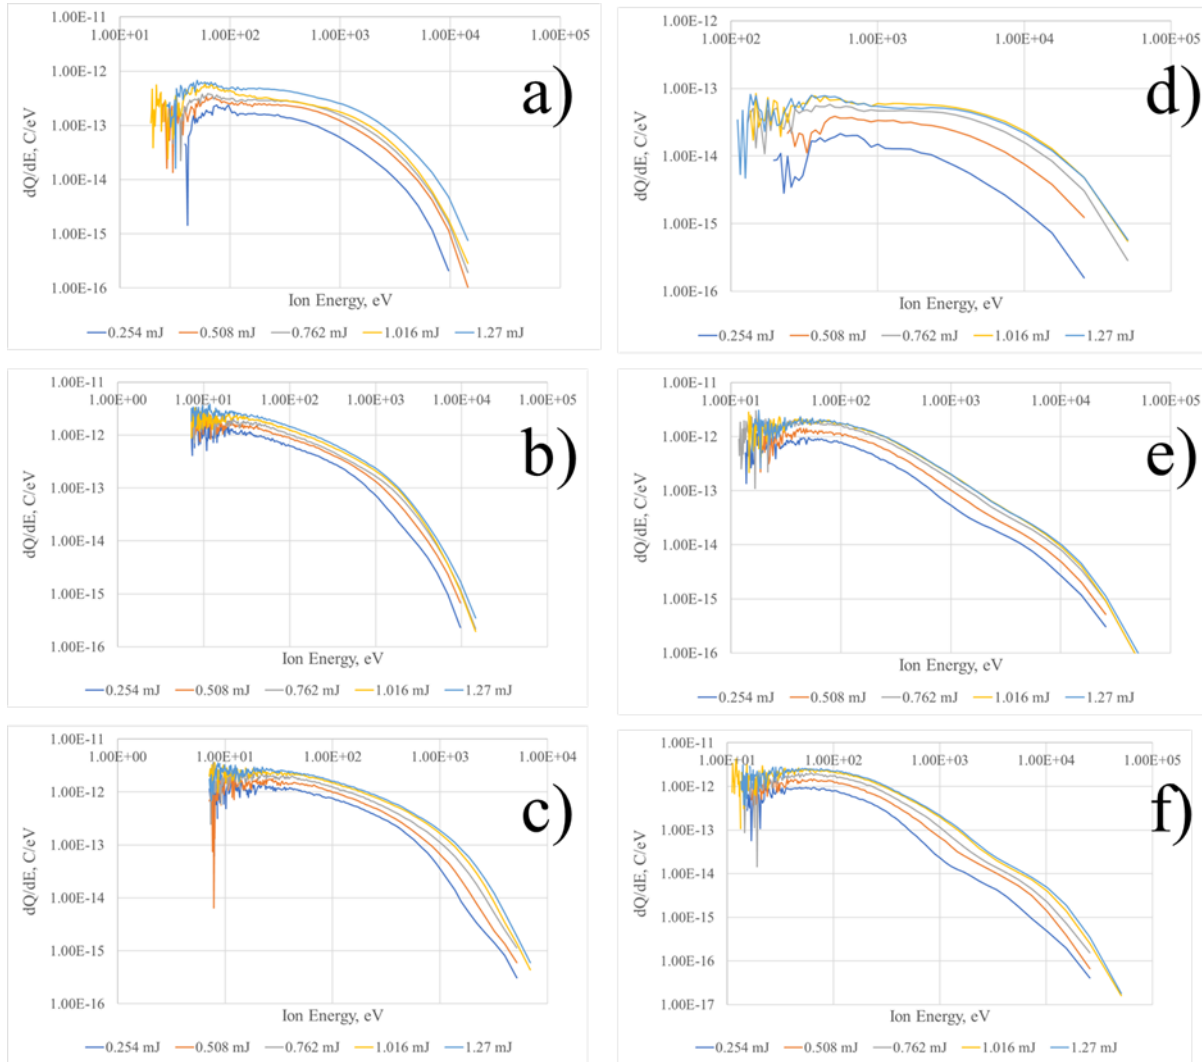 1.00E-11
1.00E+01 1.00E+02 1.00E+03 1.00E+04 1.00E+05
1.00E-12
1.00E-13
1.00E-14
1.00E-15
1.00E-16
dQ/dE, C/eV
Ion Energy, eV
a)
0.254 mJ 0.508 mJ 0.762 mJ 1.016 mJ 1.27 mJ
1.00E-12
1.00E+02 1.00E+03 1.00E+04 1.00E+05
1.00E-13
1.00E-14
1.00E-15
1.00E-16
dQ/dE, C/eV
Ion Energy, eV
d)
0.254 mJ 0.508 mJ 0.762 mJ 1.016 mJ 1.27 mJ
1.00E-11
1.00E+00 1.00E+01 1.00E+02 1.00E+03 1.00E+04 1.00E+05
1.00E-12
1.00E-13
1.00E-14
1.00E-15
1.00E-16
dQ/dE, C/eV
Ion Energy, eV
b)
0.254 mJ 0.508 mJ 0.762 mJ 1.016 mJ 1.27 mJ
1.00E-11
1.00E+01 1.00E+02 1.00E+03 1.00E+04 1.00E+05
1.00E-12
1.00E-13
1.00E-14
1.00E-15
1.00E-16
dQ/dE, C/eV
Ion Energy, eV
e)
0.254 mJ 0.508 mJ 0.762 mJ 1.016 mJ 1.27 mJ
1.00E-11
1.00E+00 1.00E+01 1.00E+02 1.00E+03 1.00E+04
1.00E-12
1.00E-13
1.00E-14
1.00E-15
1.00E-16
dQ/dE, C/eV
Ion Energy, eV
c)
0.254 mJ 0.508 mJ 0.762 mJ 1.016 mJ 1.27 mJ
1.00E-11
1.00E+01 1.00E+02 1.00E+03 1.00E+04 1.00E+05
1.00E-12
1.00E-13
1.00E-14
1.00E-15
1.00E-16
1.00E-17
dQ/dE, C/eV
Ion Energy, eV
f)
0.254 mJ 0.508 mJ 0.762 mJ 1.016 mJ 1.27 mJ